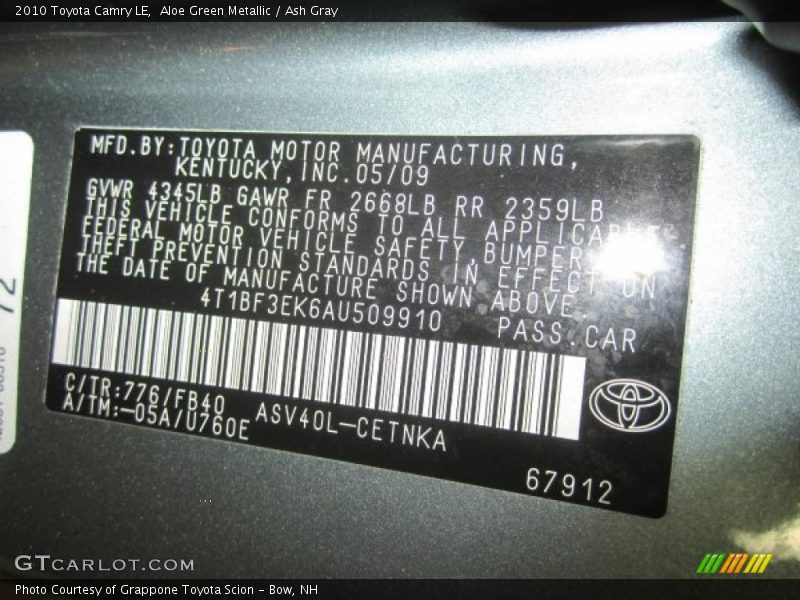 2010 Toyota Camry LE, Aloe Green Metallic / Ash Gray
MFD.BY:TOYOTA MOTOR MANUFACTURING,
KENTUCKY,INC.05/09
GVWR 4345LB GAWR FR 2668LB RR 2359LB
THIS VEHICLE CONFORMS TO ALL
FEDERAL MOTOR VEHICLE SAFETY,BUMPER
THEFT PREVENTION STANDARDS IN EFFECT ON
THE DATE OF MANUFACTURE SHOWN ABOVE.
4T1BF3EK6AU509910 PASS.CAR
C/TR:776/FB40
A/TM:-05A/U760E
ASV40L-CETNKA
67912
72
GTCARLOT.COM
Photo Courtesy of Grappone Toyota Scion - Bow, NH